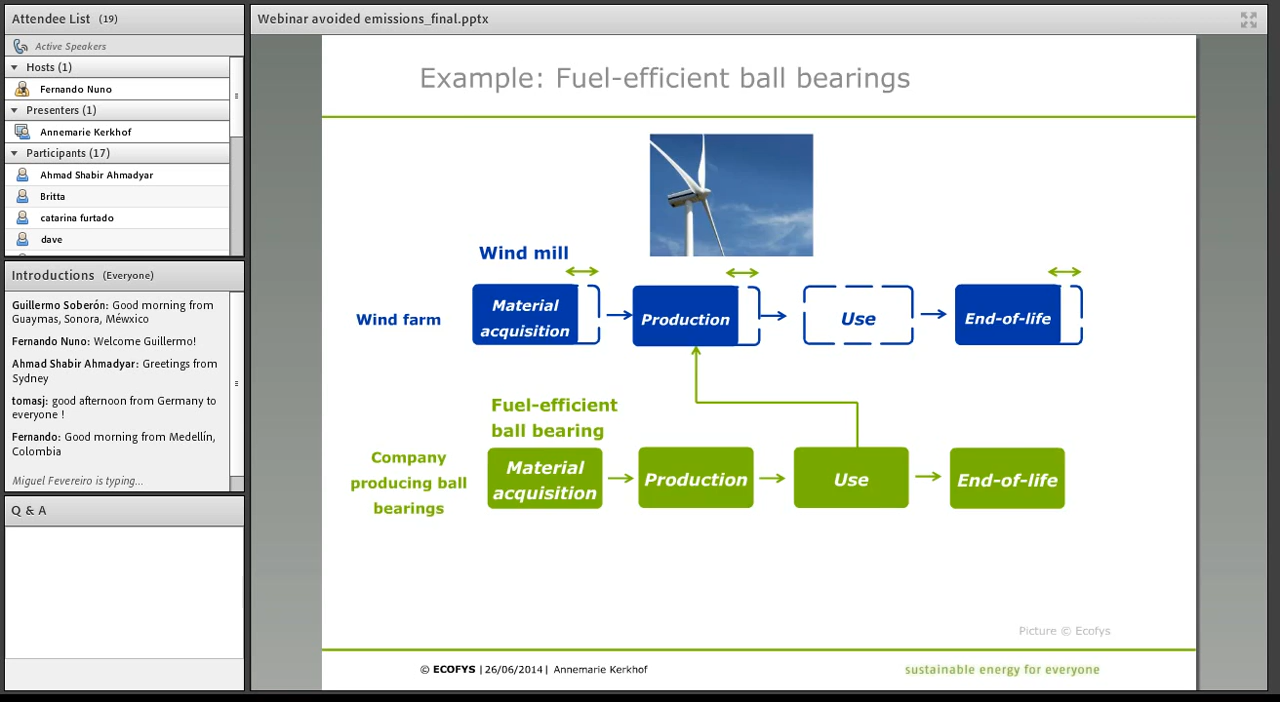 Attendee List (19)
Active Speakers
Hosts (1)
Fernando Nuno
Presenters (1)
Annemarie Kerkhof
Participants (17)
Ahmad Shabir Ahmadyar
Britta
catarina furtado
dave
Introductions (Everyone)
Guillermo Soberón: Good morning from
Guaymas, Sonora, Méwxico
Fernando Nuno: Welcome Guillermo!
Ahmad Shabir Ahmadyar: Greetings from
Sydney
tomasj: good afternoon from Germany to
everyone !
Fernando: Good morning from Medellín,
Colombia
Miguel Fevereiro is typing...
Q & A
Webinar avoided emissions_final.pptx
Example: Fuel-efficient ball bearings
Wind mill
Wind farm
Material
acquisition
Production
Use
End-of-life
Fuel-efficient
ball bearing
Company
producing ball
bearings
Material
acquisition
Production
Use
End-of-life
Picture © Ecofys
© ECOFYS | 26/06/2014 | Annemarie Kerkhof
sustainable energy for everyone